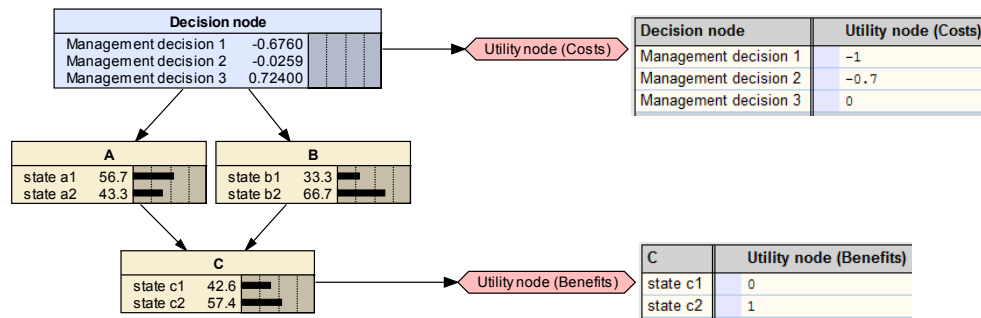 Decision node
Management decision 1 -0.6760
Management decision 2 -0.0259
Management decision 3 0.72400
Utility node (Costs)
Decision node Utility node (Costs)
Management decision 1 -1
Management decision 2 -0.7
Management decision 3 0
A
state a1 56.7
state a2 43.3
B
state b1 33.3
state b2 66.7
C
state c1 42.6
state c2 57.4
Utility node (Benefits)
C Utility node (Benefits)
state c1 0
state c2 1